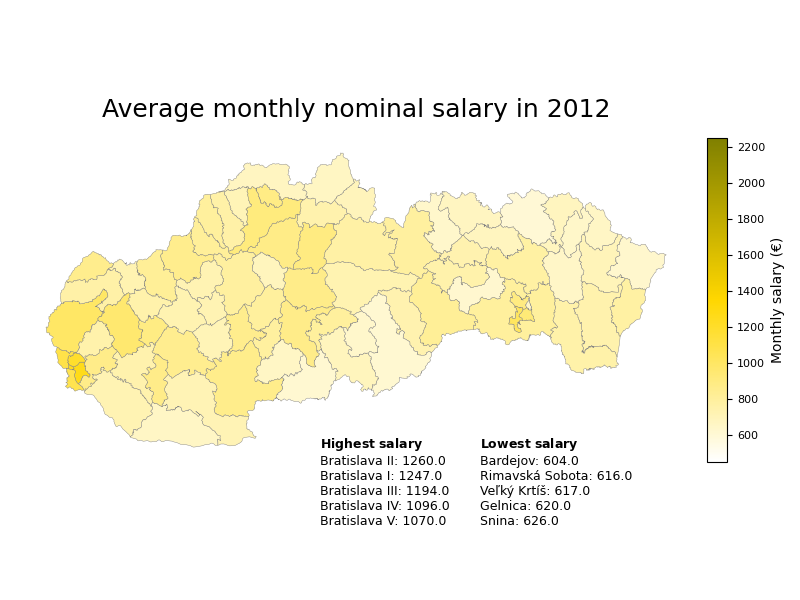 Average monthly nominal salary in 2012
2200
2000
1800
1600
1400
1200
1000
800
600
Monthly salary (€)
Highest salary
Bratislava II: 1260.0
Bratislava I: 1247.0
Bratislava III: 1194.0
Bratislava IV: 1096.0
Bratislava V: 1070.0
Lowest salary
Bardejov: 604.0
Rimavská Sobota: 616.0
Veľký Krtíš: 617.0
Gelnica: 620.0
Snina: 626.0